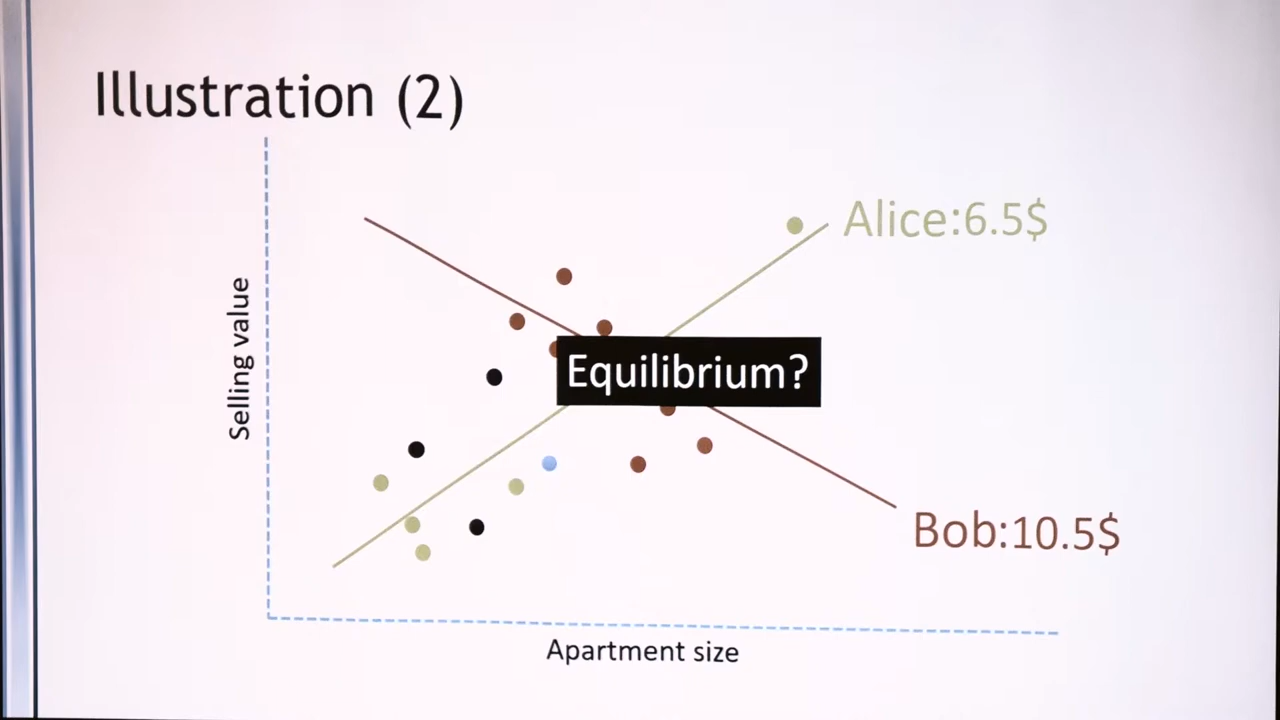 Illustration (2)
Alice:6.5$
Selling value
Equilibrium?
Bob:10.5$
Apartment size